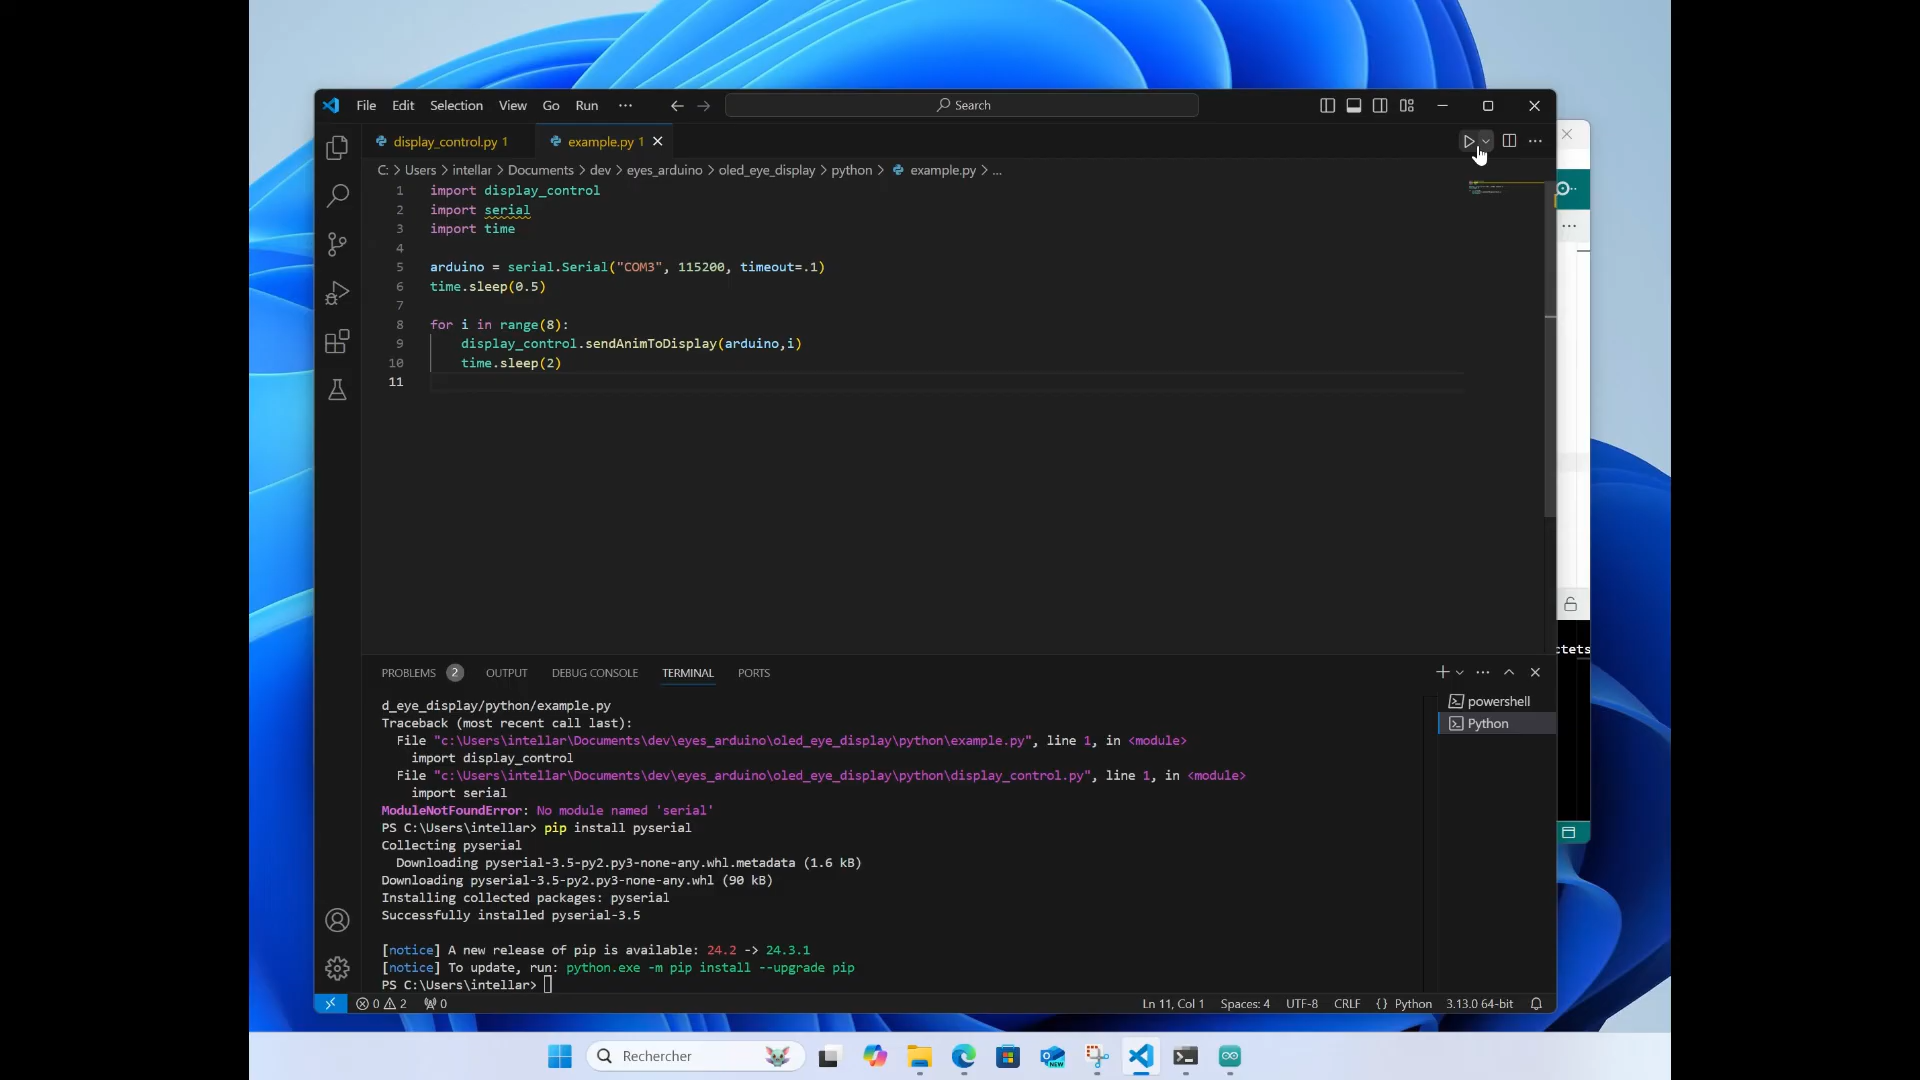 File Edit Selection View Go Run ··· Search
display_control.py 1 example.py 1
C: > Users > intellar > Documents > dev > eyes_arduino > oled_eye_display > python > example.py > ...
1 import display_control
2 import serial
3 import time
4
5 arduino = serial.Serial("COM3", 115200, timeout=.1)
6 time.sleep(0.5)
7
8 for i in range(8):
9 display_control.sendAnimToDisplay(arduino,i)
10 time.sleep(2)
11
ctets
PROBLEMS 2 OUTPUT DEBUG CONSOLE TERMINAL PORTS
powershell
Python
d_eye_display/python/example.py
Traceback (most recent call last):
File "c:\Users\intellar\Documents\dev\eyes_arduino\oled_eye_display\python\example.py", line 1, in <module>
import display_control
File "c:\Users\intellar\Documents\dev\eyes_arduino\oled_eye_display\python\display_control.py", line 1, in <module>
import serial
ModuleNotFoundError: No module named 'serial'
PS C:\Users\intellar> pip install pyserial
Collecting pyserial
Downloading pyserial-3.5-py2.py3-none-any.whl.metadata (1.6 kB)
Downloading pyserial-3.5-py2.py3-none-any.whl (90 kB)
Installing collected packages: pyserial
Successfully installed pyserial-3.5
[notice] A new release of pip is available: 24.2 -> 24.3.1
[notice] To update, run: python.exe -m pip install --upgrade pip
PS C:\Users\intellar>
0 2 0 Ln 11, Col 1 Spaces: 4 UTF-8 CRLF {} Python 3.13.0 64-bit
Rechercher
NEW